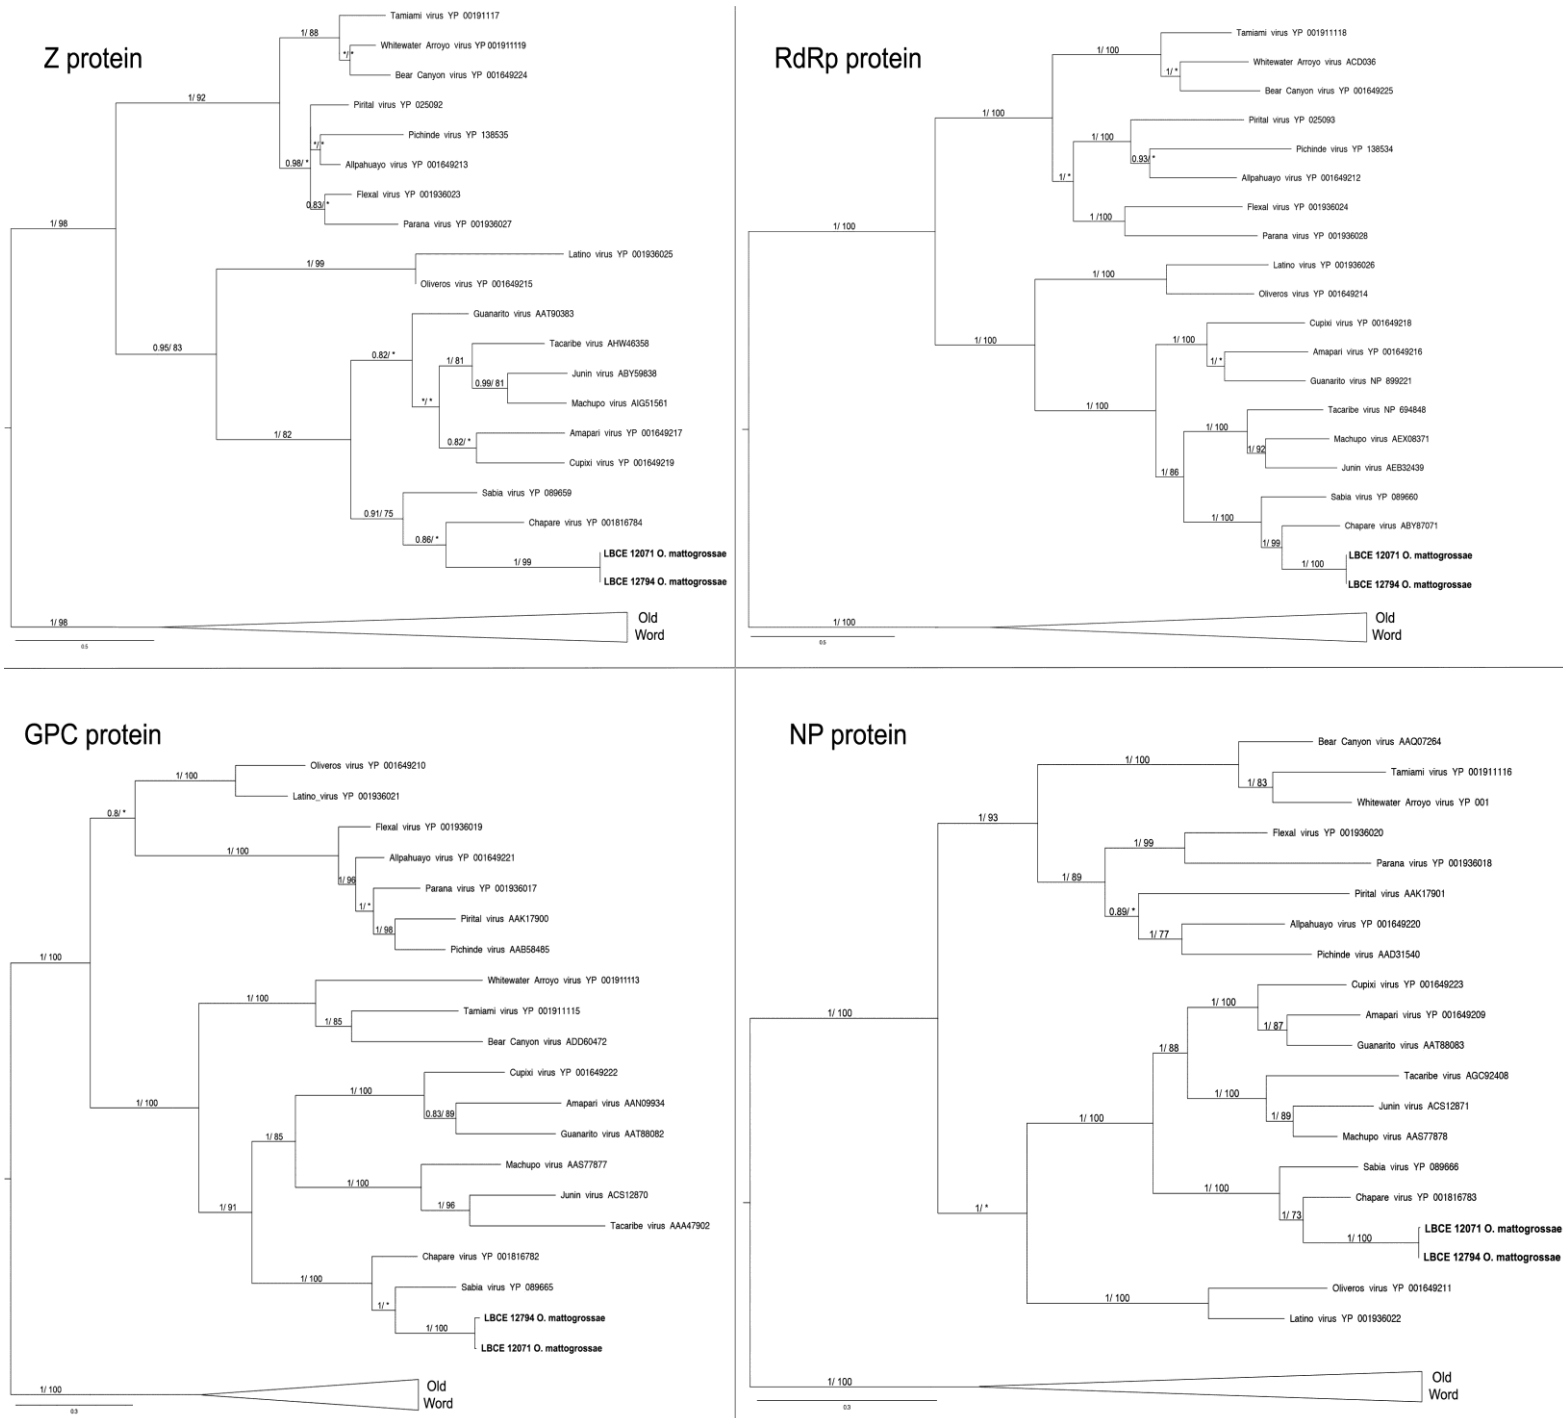 Z protein
Tamiami virus YP 00191117
1/ 88
Whitewater Arroyo virus YP 001911119
*/ *
Bear Canyon virus YP 001649224
1/ 92
Pirital virus YP 025092
Pichinde virus YP 138535
*/ *
0.98/ *
Allpahuayo virus YP 001649213
Flexal virus YP 001936023
0.83/ *
Parana virus YP 001936027
1/ 98
Latino virus YP 001936025
1/ 99
Oliveros virus YP 001649215
Guanarito virus AAT90383
0.95/ 83
Tacaribe virus AHW46358
0.82/ *
1/ 81
Junin virus ABY59838
0.99/ 81
Machupo virus AIG51561
*/ *
Amapari virus YP 001649217
1/ 82
0.82/ *
Cupixi virus YP 001649219
Sabia virus YP 089659
0.91/ 75
Chapare virus YP 001816784
0.86/ *
LBCE 12071 O. mattogrossae
1/ 99
LBCE 12794 O. mattogrossae
1/ 98
Old
Word
0.5
RdRp protein
Tamiami virus YP 001911118
1/ 100
Whitewater Arroyo virus ACD036
1/ *
Bear Canyon virus YP 001649225
1/ 100
Pirital virus YP 025093
1/ 100
Pichinde virus YP 138534
0.93/ *
Allpahuayo virus YP 001649212
1/ *
Flexal virus YP 001936024
1 /100
Parana virus YP 001936028
1/ 100
Latino virus YP 001936026
1/ 100
Oliveros virus YP 001649214
Cupixi virus YP 001649218
1/ 100
1/ 100
Amapari virus YP 001649216
1/ *
Guanarito virus NP 899221
1/ 100
Tacaribe virus NP 694848
1/ 100
Machupo virus AEX08371
1/ 92
Junin virus AEB32439
1/ 86
Sabia virus YP 089660
1/ 100
Chapare virus ABY87071
1/ 99
LBCE 12071 O. mattogrossae
1/ 100
LBCE 12794 O. mattogrossae
1/ 100
Old
Word
0.5
GPC protein
Oliveros virus YP 001649210
1/ 100
Latino_virus YP 001936021
0.8/ *
Flexal virus YP 001936019
1/ 100
Allpahuayo virus YP 001649221
1/ 96
Parana virus YP 001936017
1/ *
Pirital virus AAK17900
1/ 98
Pichinde virus AAB58485
1/ 100
Whitewater Arroyo virus YP 001911113
1/ 100
Tamiami virus YP 001911115
1/ 85
Bear Canyon virus ADD60472
Cupixi virus YP 001649222
1/ 100
Amapari virus AAN09934
1/ 100
0.83/ 89
Guanarito virus AAT88082
1/ 85
Machupo virus AAS77877
1/ 100
Junin virus ACS12870
1/ 96
1/ 91
Tacaribe virus AAA47902
Chapare virus YP 001816782
1/ 100
Sabia virus YP 089665
1/ *
LBCE 12794 O. mattogrossae
1/ 100
LBCE 12071 O. mattogrossae
1/ 100
Old
Word
0.3
NP protein
Bear Canyon virus AAQ07264
1/ 100
Tamiami virus YP 001911116
1/ 83
Whitewater Arroyo virus YP 001
1/ 93
Flexal virus YP 001936020
1/ 99
Parana virus YP 001936018
1/ 89
Pirital virus AAK17901
0.89/ *
Allpahuayo virus YP 001649220
1/ 77
Pichinde virus AAD31540
1/ 100
Cupixi virus YP 001649223
1/ 100
Amapari virus YP 001649209
1/ 87
Guanarito virus AAT88083
1/ 88
Tacaribe virus AGC92408
1/ 100
Junin virus ACS12871
1/ 89
Machupo virus AAS77878
1/ 100
Sabia virus YP 089666
1/ 100
Chapare virus YP 001816783
1/ 73
1/ *
LBCE 12071 O. mattogrossae
1/ 100
LBCE 12794 O. mattogrossae
Oliveros virus YP 001649211
1/ 100
Latino virus YP 001936022
1/ 100
Old
Word
0.3